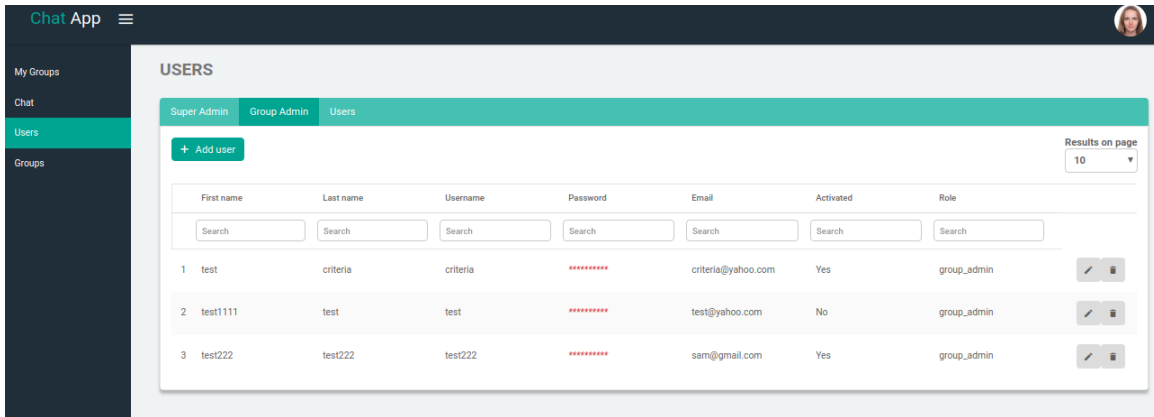 Chat App
My Groups
Chat
Users
Groups
USERS
Super Admin Group Admin Users
+ Add user
Results on page
10
First name Last name Username Password Email Activated Role
Search Search Search Search Search Search Search
1 test criteria criteria ********** criteria@yahoo.com Yes group_admin
2 test1111 test test ********** test@yahoo.com No group_admin
3 test222 test222 test222 ********** sam@gmail.com Yes group_admin